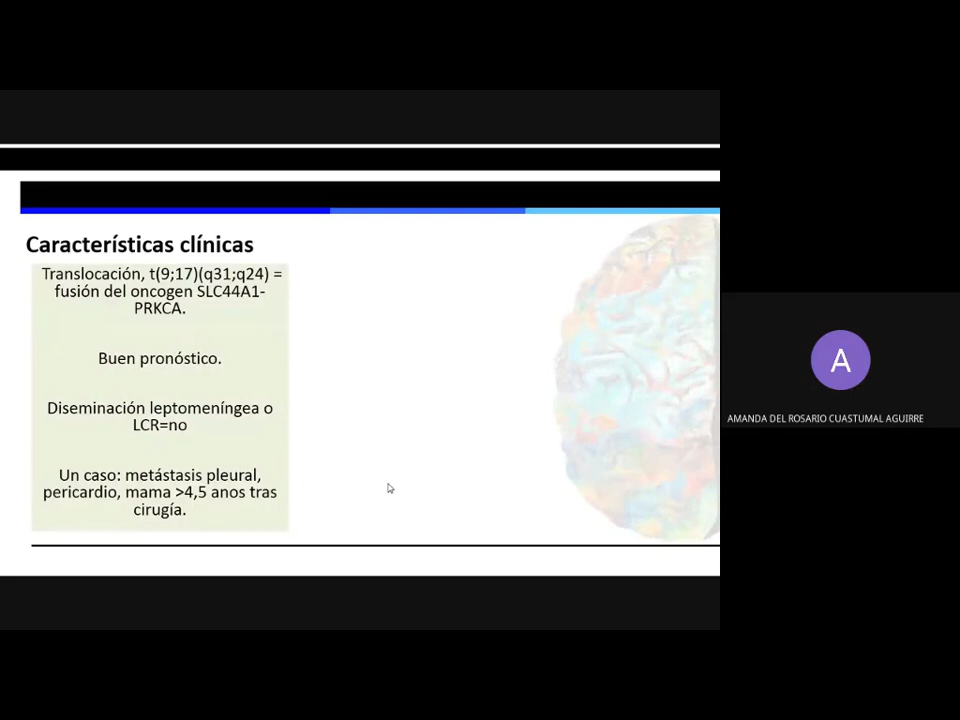 Características clínicas
Translocación, t(9;17)(q31;q24) =
fusión del oncogen SLC44A1-
PRKCA.
Buen pronóstico.
Diseminación leptomeníngea o
LCR=no
Un caso: metástasis pleural,
pericardio, mama >4,5 anos tras
cirugía.
A
AMANDA DEL ROSARIO CUASTUMAL AGUIRRE